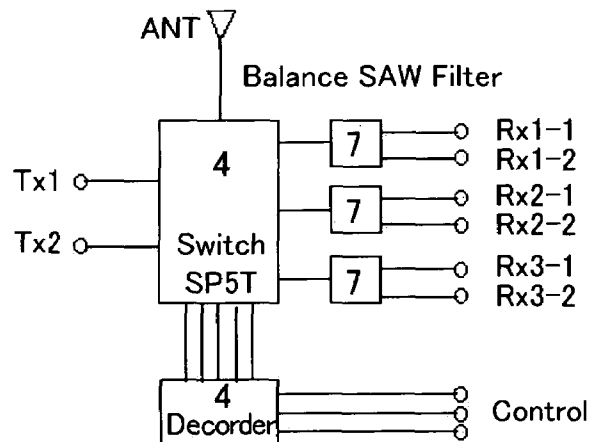 ANT
Balance SAW Filter
4
Switch
SP5T
Tx1
Tx2
7
Rx1-1
Rx1-2
7
Rx2-1
Rx2-2
7
Rx3-1
Rx3-2
4
Decorder
Control